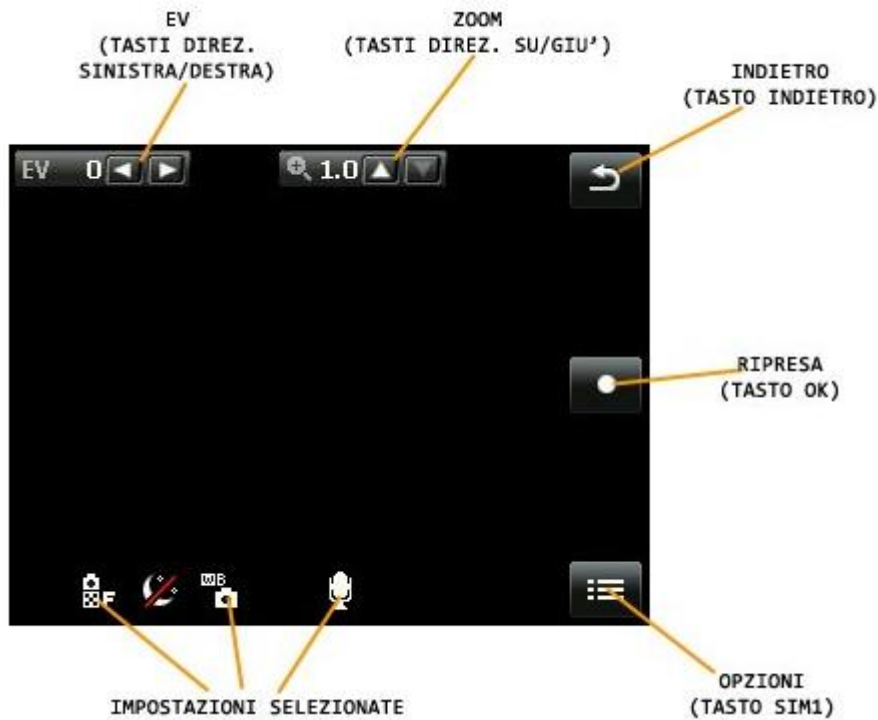 EV
(TASTI DIREZ.
SINISTRA/DESTRA)
ZOOM
(TASTI DIREZ. SU/GIU')
INDIETRO
(TASTO INDIETRO)
EV 0
1.0
RIPRESA
(TASTO OK)
F
WB
IMPOSTAZIONI SELEZIONATE
OPZIONI
(TASTO SIM1)